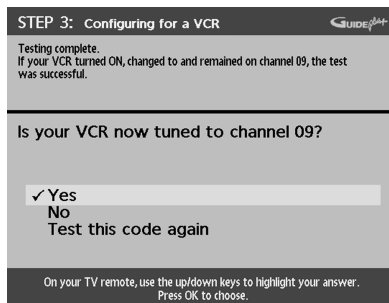 STEP 3: Configuring for a VCR
GUIDE plus+
Testing complete.
If your VCR turned ON, changed to and remained on channel 09, the test
was successful.
Is your VCR now tuned to channel 09?
✓ Yes
No
Test this code again
On your TV remote, use the up/down keys to highlight your answer.
Press OK to choose.